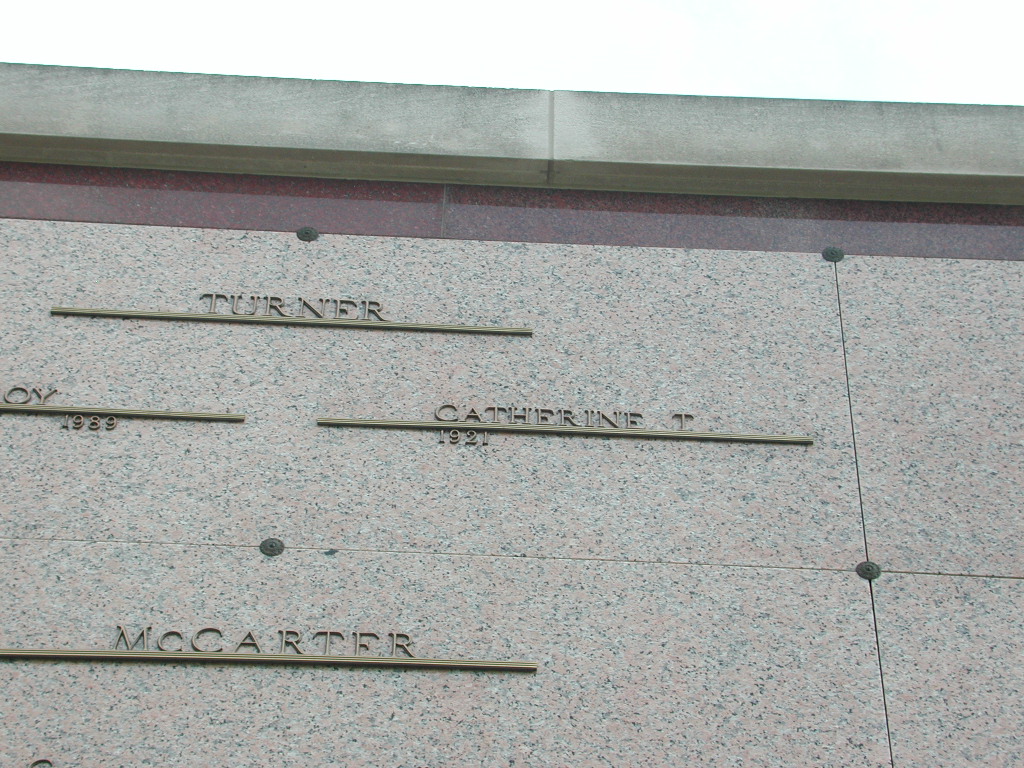 TURNER
OY CATHERINE T
1989 1921
McCARTER